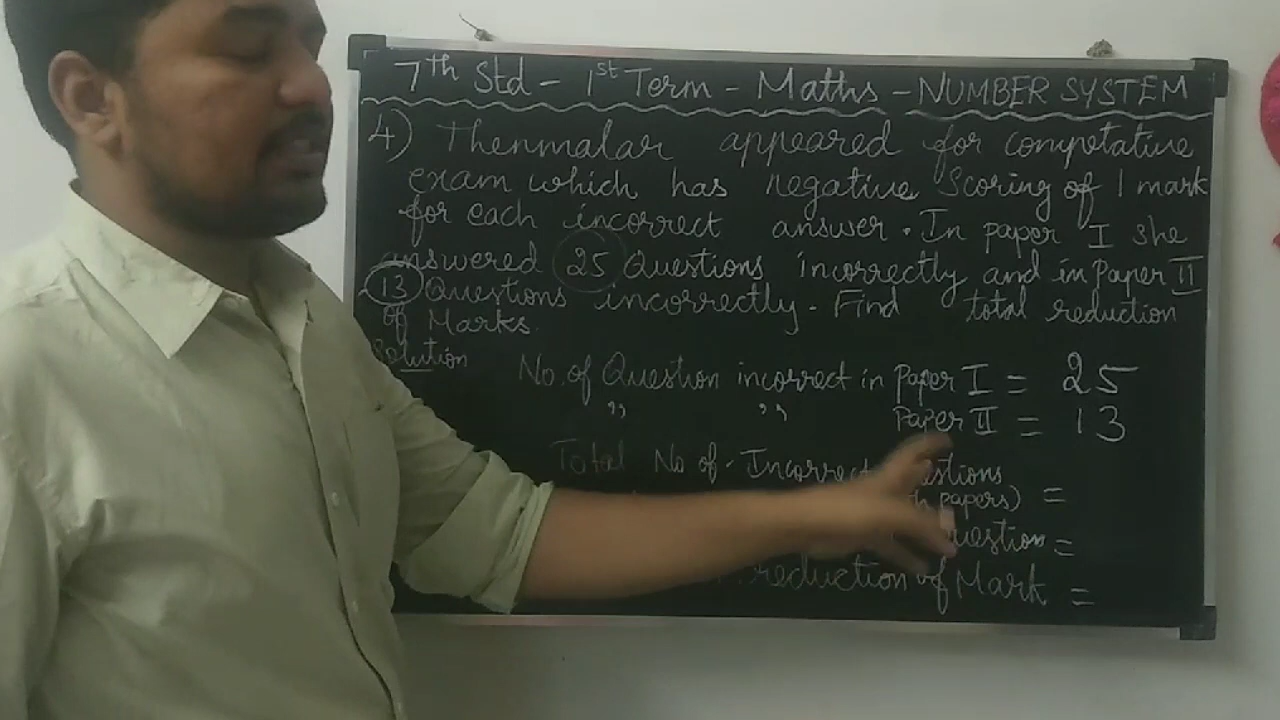 7th Std - 1st Term - Maths - NUMBER SYSTEM
4) Thenmalar appeared for competative
exam which has negative Scoring of 1 mark
for each incorrect answer. In paper I she
answered 25 Questions incorrectly and in Paper II
13 Questions incorrectly. Find total reduction
of Marks.
Solution
No. of Question incorrect in Paper I = 25
,, ,, Paper II = 13
Total No of. Incorrect
papers) =
=
reduction of Mark =